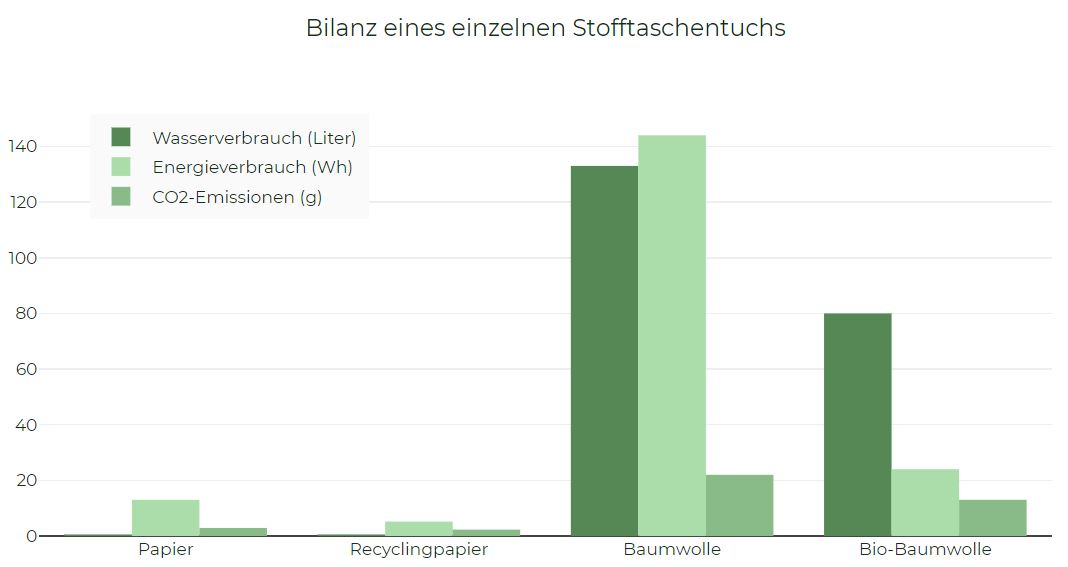 Bilanz eines einzelnen Stofftaschentuchs
Wasserverbrauch (Liter)
Energieverbrauch (Wh)
CO2-Emissionen (g)
140
120
100
80
60
40
20
0
Papier
Recyclingpapier
Baumwolle
Bio-Baumwolle